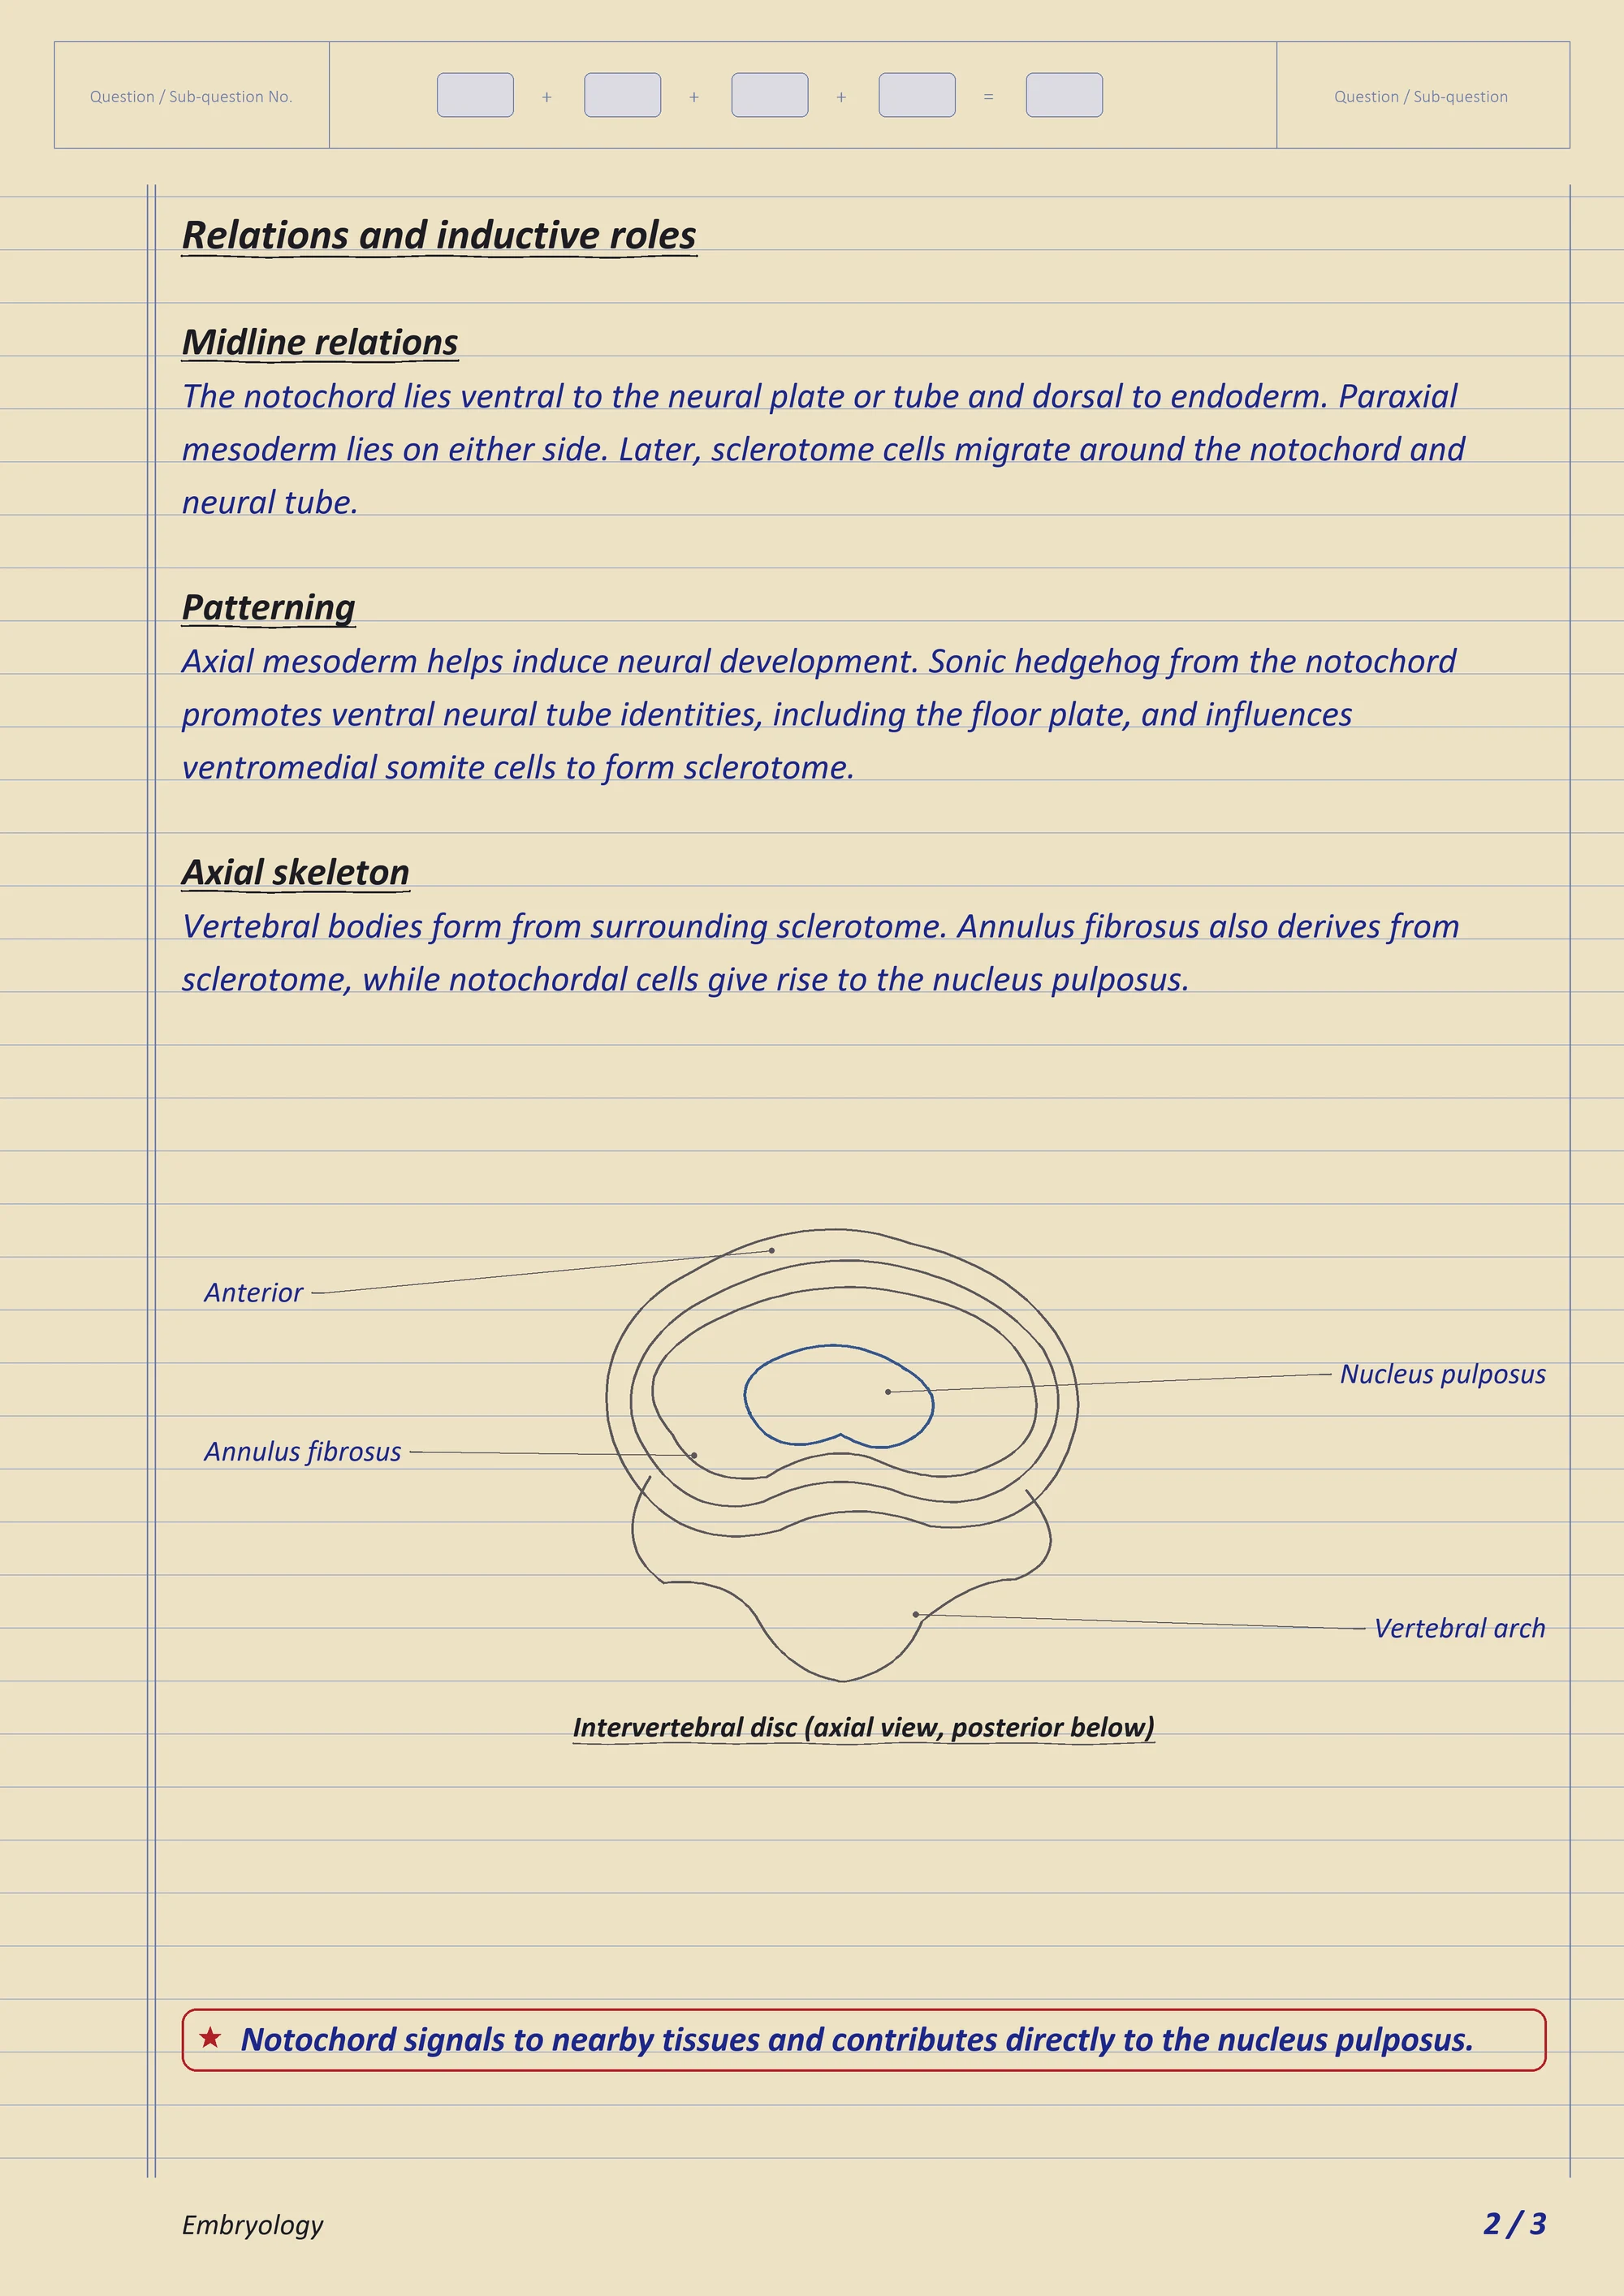 Question / Sub-question No.
+ + + =
Question / Sub-question
Relations and inductive roles
Midline relations
The notochord lies ventral to the neural plate or tube and dorsal to endoderm. Paraxial
mesoderm lies on either side. Later, sclerotome cells migrate around the notochord and
neural tube.
Patterning
Axial mesoderm helps induce neural development. Sonic hedgehog from the notochord
promotes ventral neural tube identities, including the floor plate, and influences
ventromedial somite cells to form sclerotome.
Axial skeleton
Vertebral bodies form from surrounding sclerotome. Annulus fibrosus also derives from
sclerotome, while notochordal cells give rise to the nucleus pulposus.
Anterior
Nucleus pulposus
Annulus fibrosus
Vertebral arch
Intervertebral disc (axial view, posterior below)
★ Notochord signals to nearby tissues and contributes directly to the nucleus pulposus.
Embryology
2 / 3